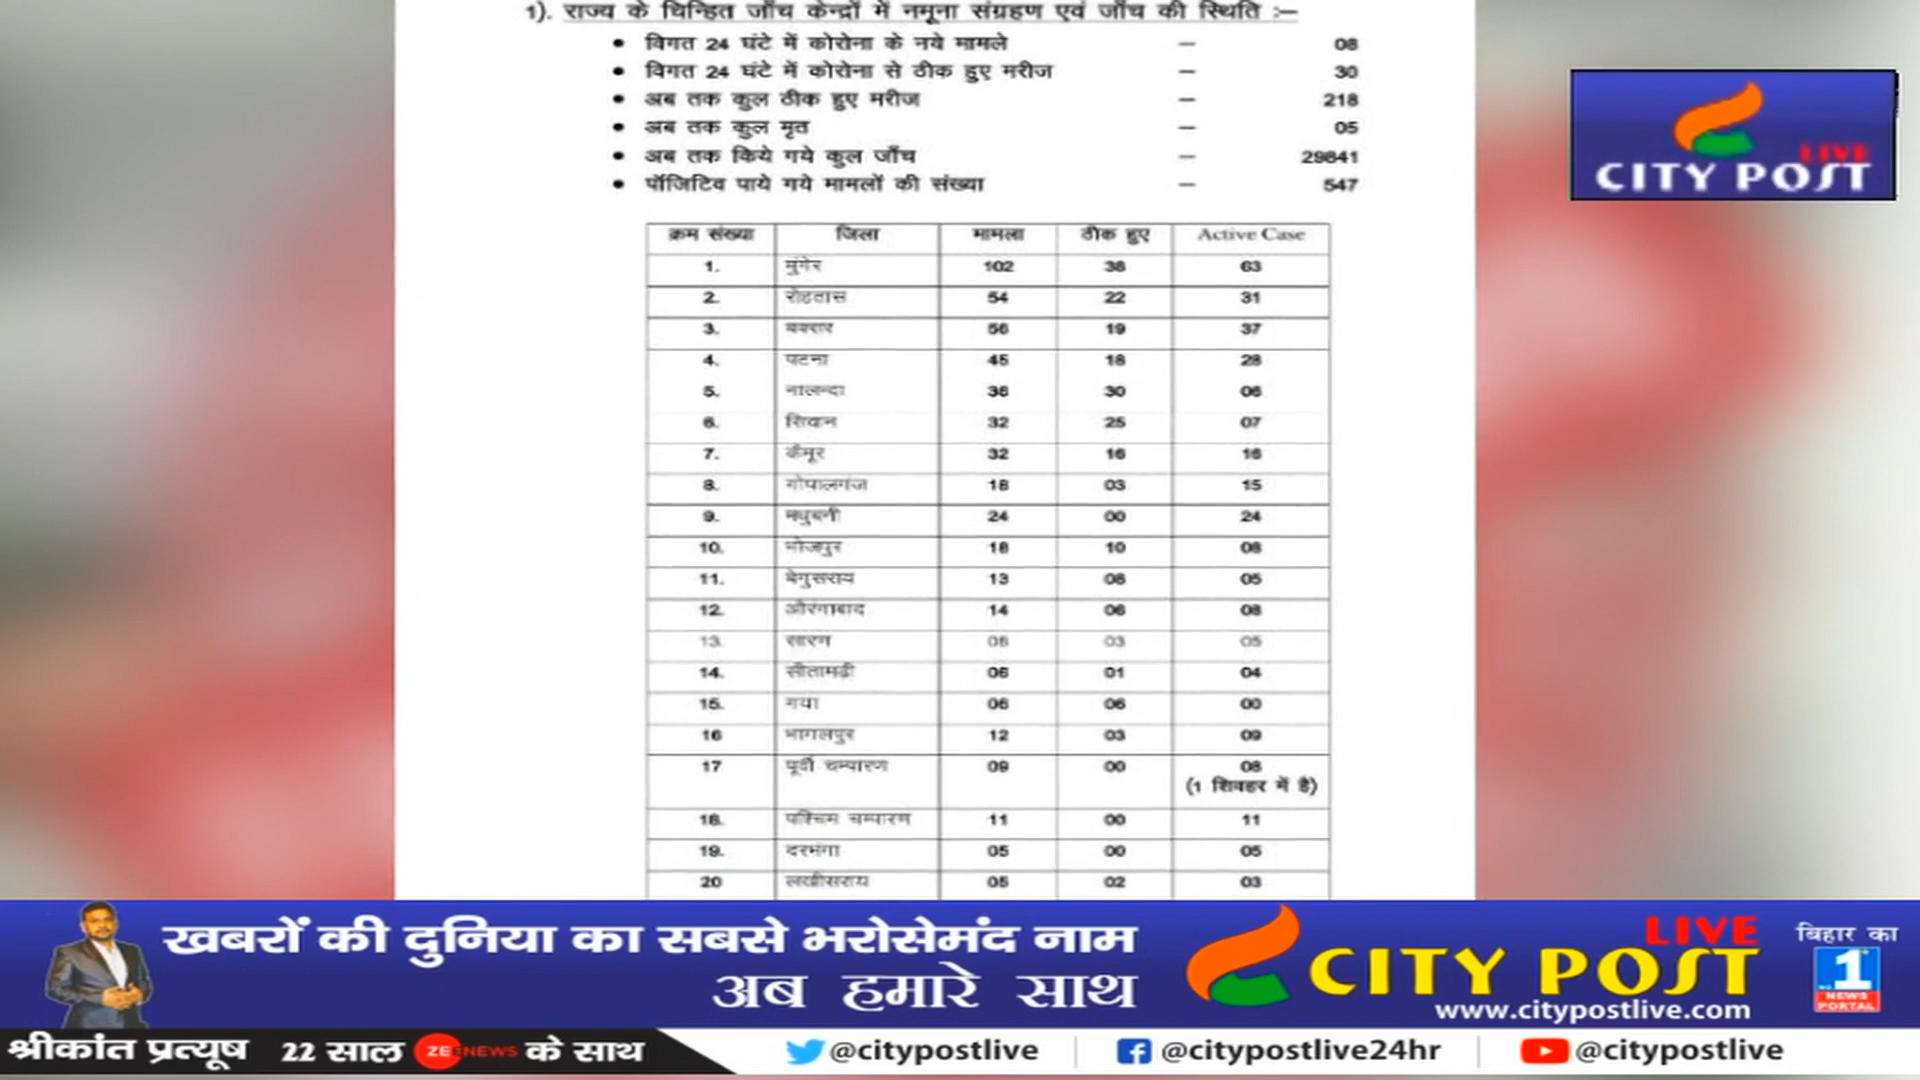 1). राज्य के चिन्हित जाँच केन्द्रों में नमूना संग्रहण एवं जाँच की स्थिति :–
• विगत 24 घंटे में कोरोना के नये मामले – 08
• विगत 24 घंटे में कोरोना से ठीक हुए मरीज – 30
• अब तक कुल ठीक हुए मरीज – 218
• अब तक कुल मृत – 05
• अब तक किये गये कुल जाँच – 29841
• पॉजिटिव पाये गये मामलों की संख्या – 547
क्रम संख्या जिला मामला ठीक हुए Active Case
1. मुंगेर 102 38 63
2. रोहतास 54 22 31
3. बक्सर 56 19 37
4. पटना 45 18 28
5. नालन्दा 36 30 06
6. सिवान 32 25 07
7. कैमूर 32 16 16
8. गोपालगंज 18 03 15
9. मधुबनी 24 00 24
10. भोजपुर 18 10 08
11. बेगुसराय 13 08 05
12. औरंगाबाद 14 06 08
13. सारण 08 03 05
14. सीतामढ़ी 06 01 04
15. गया 06 06 00
16 भागलपुर 12 03 09
17 पूर्वी चम्पारण 09 00 08
(1 शिवहर में है)
18. पश्चिम चम्पारण 11 00 11
19. दरभंगा 05 00 05
20 लखीसराय 05 02 03
LIVE
CITY POST
खबरों की दुनिया का सबसे भरोसेमंद नाम
अब हमारे साथ
LIVE
CITY POST
www.citypostlive.com
बिहार का
No. 1
NEWS
PORTAL
श्रीकांत प्रत्यूष 22 साल ZEE NEWS के साथ
@citypostlive
@citypostlive24hr
@citypostlive